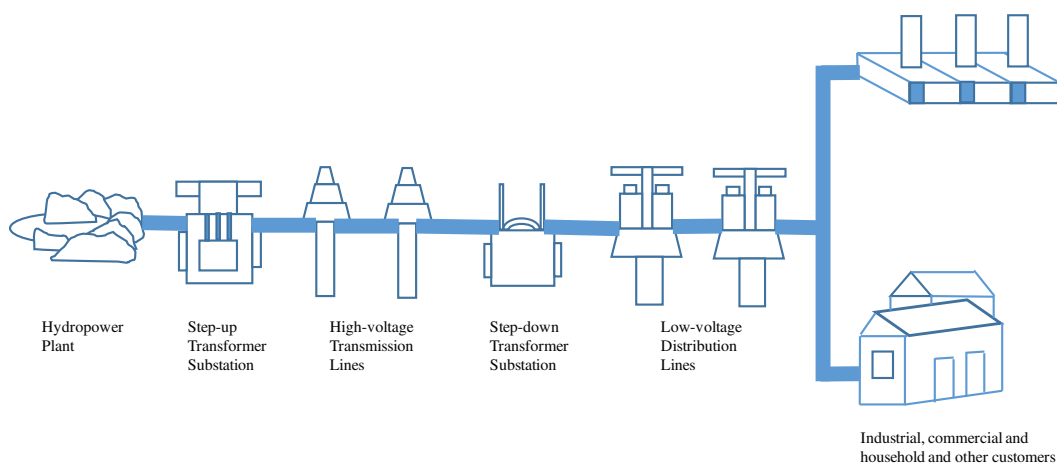 Hydropower
Plant
Step-up
Transformer
Substation
High-voltage
Transmission
Lines
Step-down
Transformer
Substation
Low-voltage
Distribution
Lines
Industrial, commercial and
household and other customers